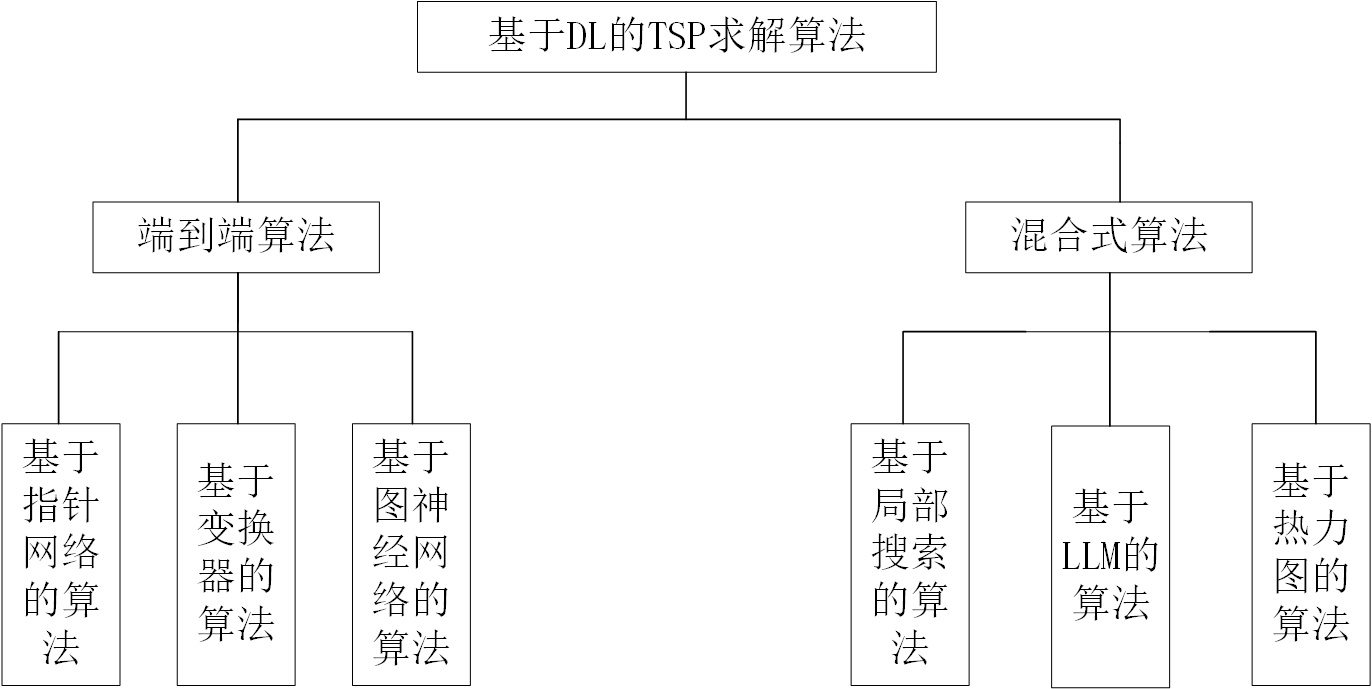 基于DL的TSP求解算法
端到端算法
混合式算法
基于
指针
网络
的算
法
基于
变换
器的
算法
基于
图神
经网
络的
算法
基于
局部
搜索
的算
法
基于
LLM的
算法
基于
热力
图的
算法